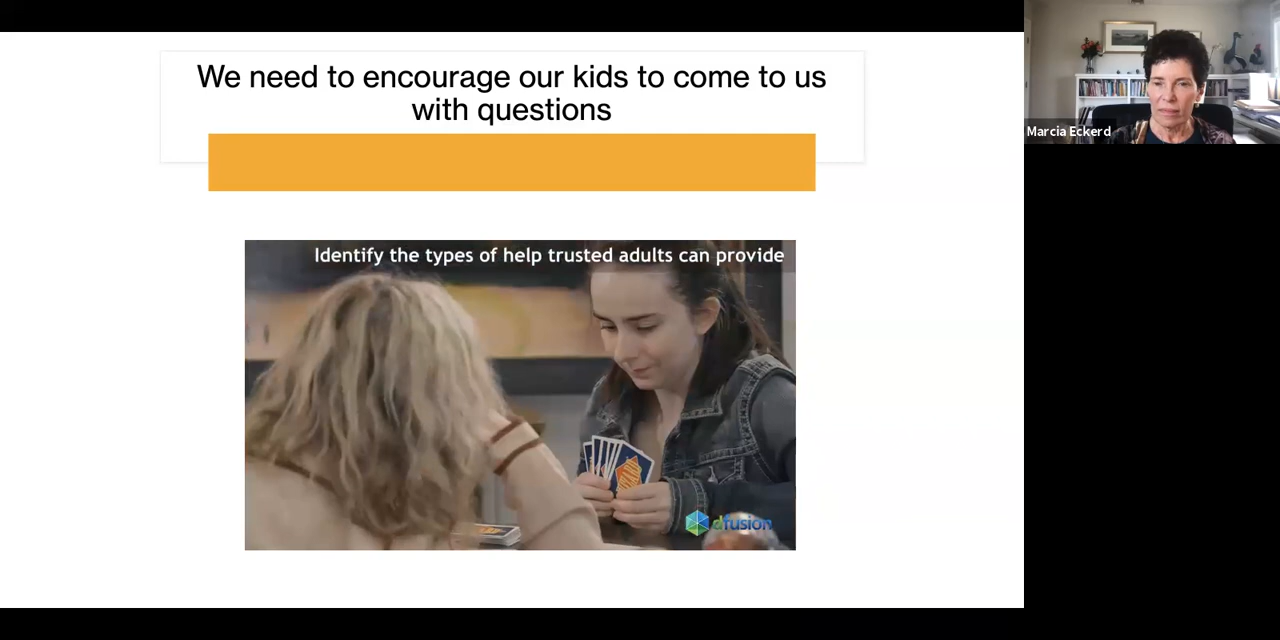 We need to encourage our kids to come to us
with questions
Identify the types of help trusted adults can provide
dfusion
Marcia Eckerd